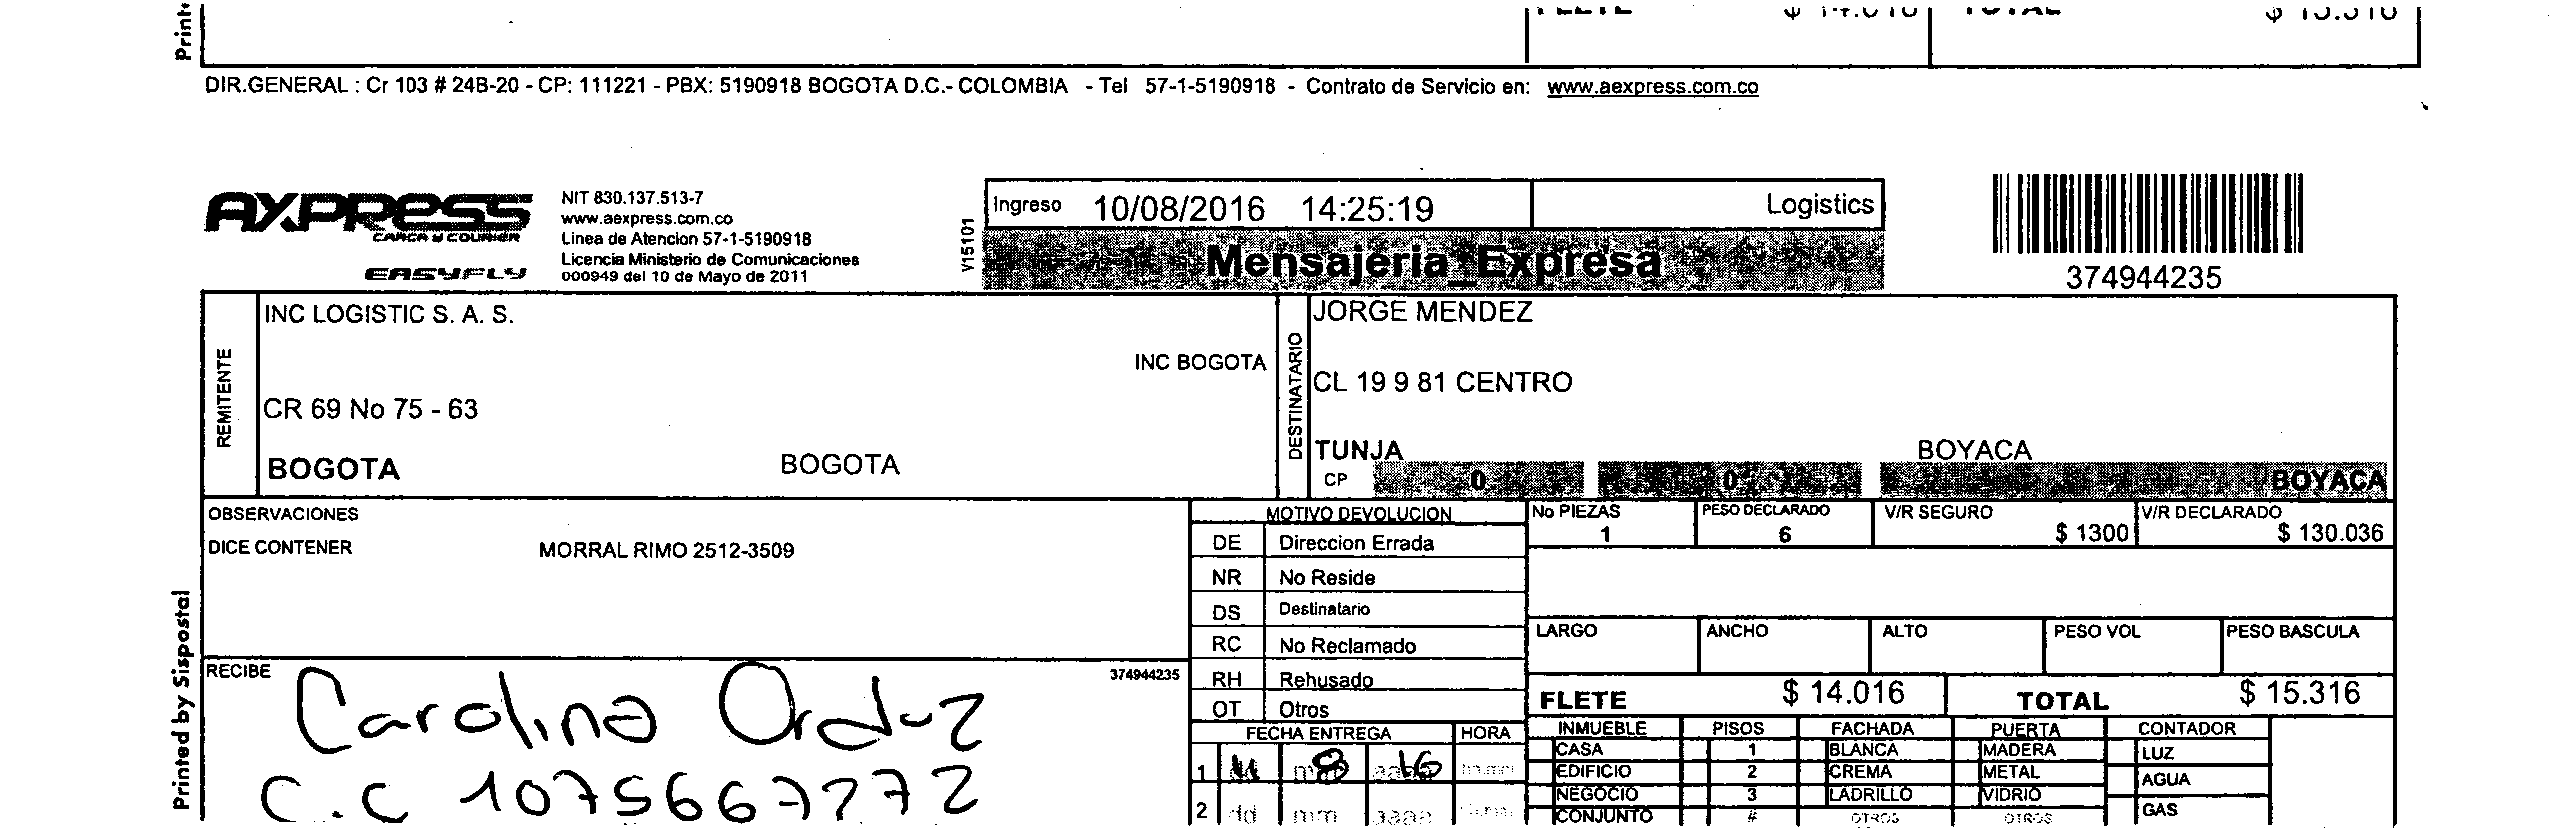 Printe
FLETE $ 14.016 TOTAL $ 15.316
DIR.GENERAL : Cr 103 # 24B-20 - CP: 111221 - PBX: 5190918 BOGOTA D.C.- COLOMBIA - Tel 57-1-5190918 - Contrato de Servicio en: www.aexpress.com.co
AXPRESS
CARGA Y COURIER
EASYFLY
NIT 830.137.513-7
www.aexpress.com.co
Linea de Atencion 57-1-5190918
Licencia Ministerio de Comunicaciones
000949 del 10 de Mayo de 2011
V15101
Ingreso 10/08/2016 14:25:19 Logistics
Mensajeria Expresa
374944235
REMITENTE
INC LOGISTIC S. A. S.
INC BOGOTA
CR 69 No 75 - 63
BOGOTA BOGOTA
DESTINATARIO
JORGE MENDEZ
CL 19 9 81 CENTRO
TUNJA BOYACA
CP 0 0 BOYACA
OBSERVACIONES
DICE CONTENER MORRAL RIMO 2512-3509
MOTIVO DEVOLUCION
DE Direccion Errada
NR No Reside
DS Destinatario
RC No Reclamado
RH Rehusado
OT Otros
No PIEZAS PESO DECLARADO V/R SEGURO V/R DECLARADO
1 6 $ 1300 $ 130.036
LARGO ANCHO ALTO PESO VOL PESO BASCULA
FLETE $ 14.016 TOTAL $ 15.316
Printed by Sispostal
RECIBE 374944235
Carolina Orduz
C.C 1075667272
FECHA ENTREGA HORA
1 11 8 16
2 dd mm aaaa
INMUEBLE PISOS FACHADA PUERTA CONTADOR
CASA 1 BLANCA MADERA LUZ
EDIFICIO 2 CREMA METAL AGUA
NEGOCIO 3 LADRILLO VIDRIO GAS
CONJUNTO # OTROS OTROS